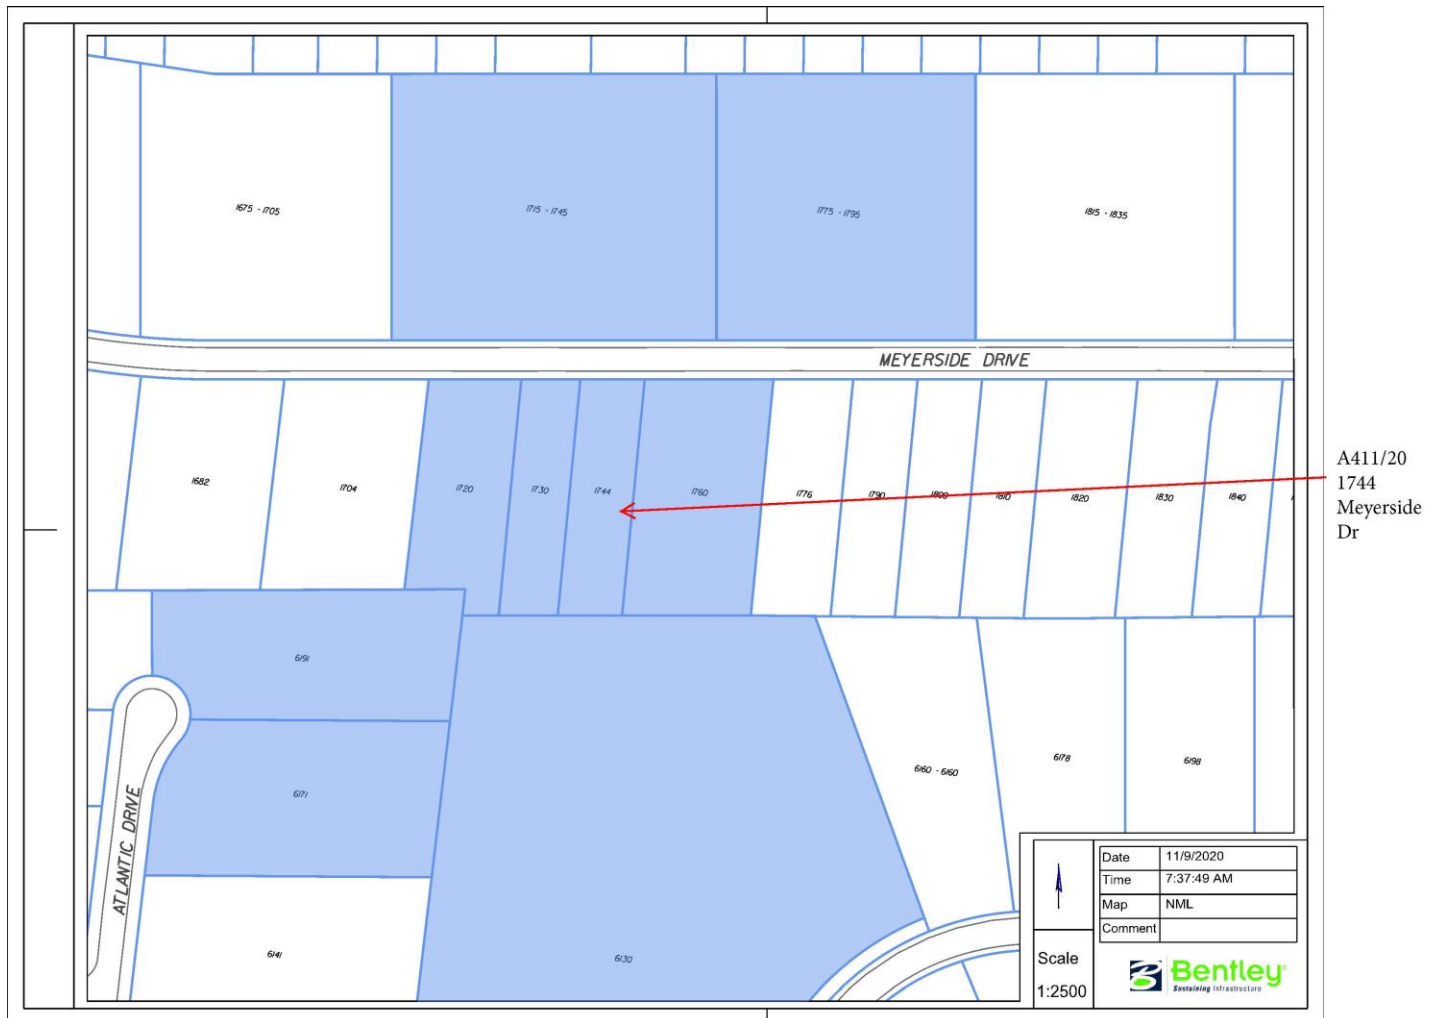 1675 - 1705
1715 - 1745
1775 - 1795
1815 - 1835
MEYERSIDE DRIVE
1682
1704
1720
1730
1744
1760
1776
1790
1800
1810
1820
1830
1840
A411/20
1744
Meyerside
Dr
6191
6171
6141
6130
6160 - 6160
6178
6198
ATLANTIC DRIVE
Date 11/9/2020
Time 7:37:49 AM
Map NML
Comment
Scale
1:2500
Bentley
Sustaining Infrastructure